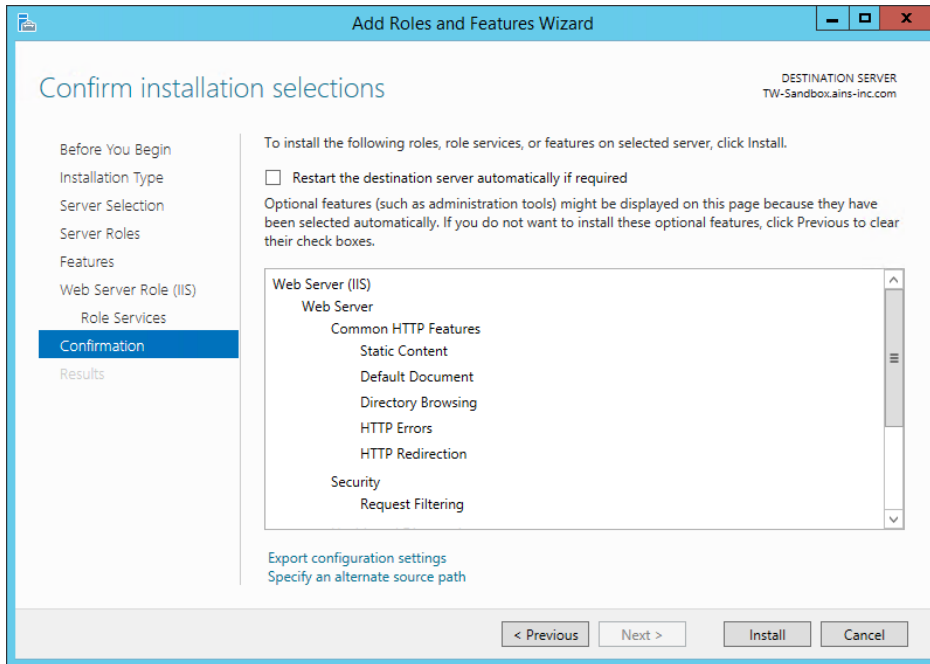 Add Roles and Features Wizard
Confirm installation selections
DESTINATION SERVER
TW-Sandbox.ains-inc.com
Before You Begin
Installation Type
Server Selection
Server Roles
Features
Web Server Role (IIS)
Role Services
Confirmation
Results
To install the following roles, role services, or features on selected server, click Install.
Restart the destination server automatically if required
Optional features (such as administration tools) might be displayed on this page because they have
been selected automatically. If you do not want to install these optional features, click Previous to clear
their check boxes.
Web Server (IIS)
Web Server
Common HTTP Features
Static Content
Default Document
Directory Browsing
HTTP Errors
HTTP Redirection
Security
Request Filtering
Export configuration settings
Specify an alternate source path
< Previous
Next >
Install
Cancel